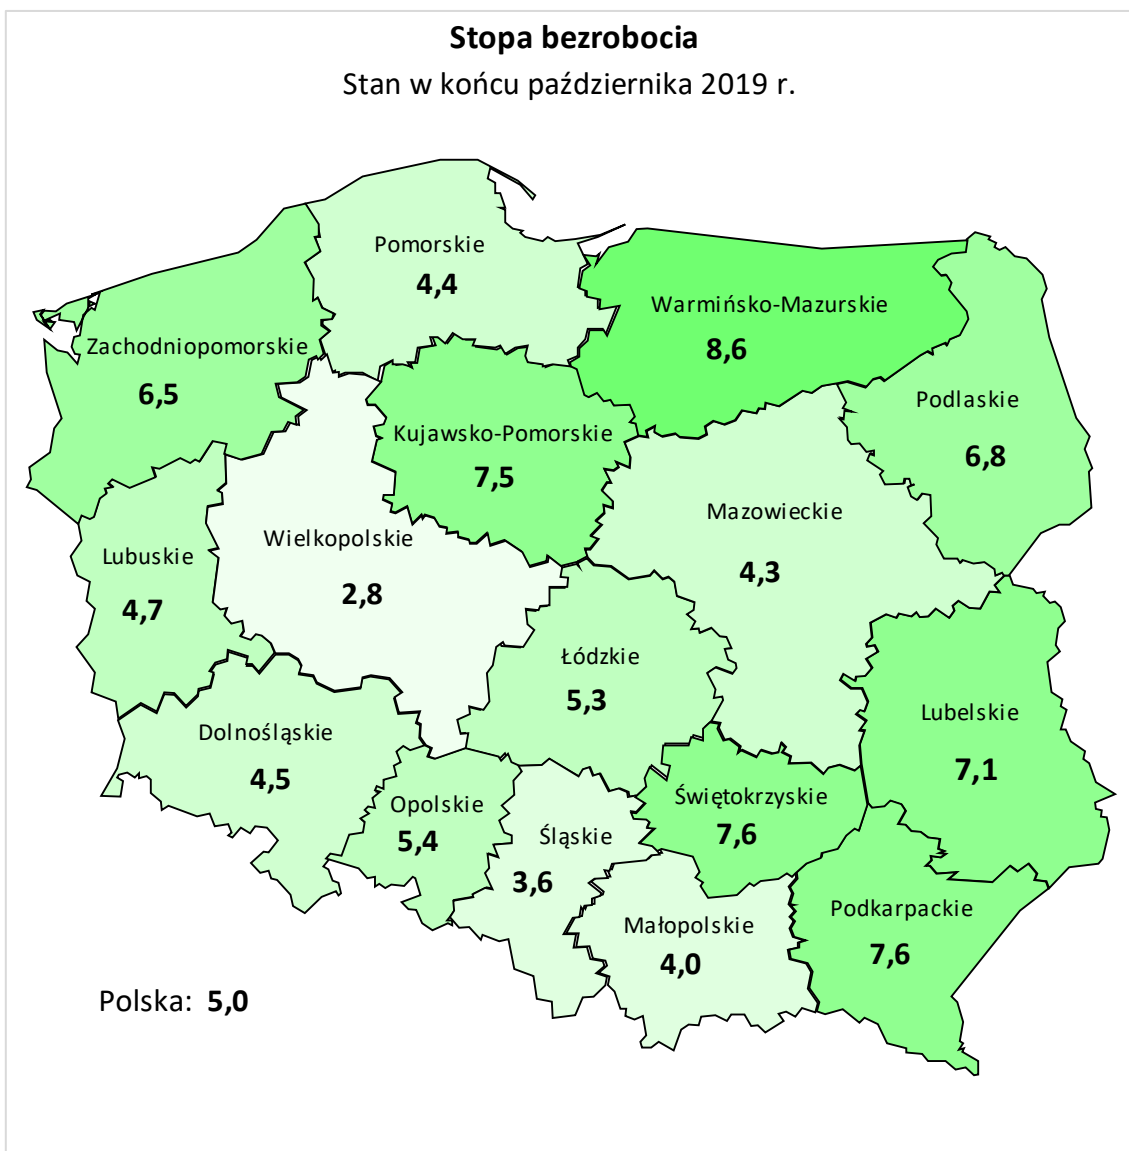 Stopa bezrobocia
Stan w końcu października 2019 r.
Pomorskie
4,4
Warmińsko-Mazurskie
8,6
Zachodniopomorskie
6,5
Podlaskie
6,8
Kujawsko-Pomorskie
7,5
Mazowieckie
4,3
Wielkopolskie
2,8
Lubuskie
4,7
Łódzkie
5,3
Lubelskie
7,1
Dolnośląskie
4,5
Opolskie
5,4
Śląskie
3,6
Świętokrzyskie
7,6
Małopolskie
4,0
Podkarpackie
7,6
Polska: 5,0